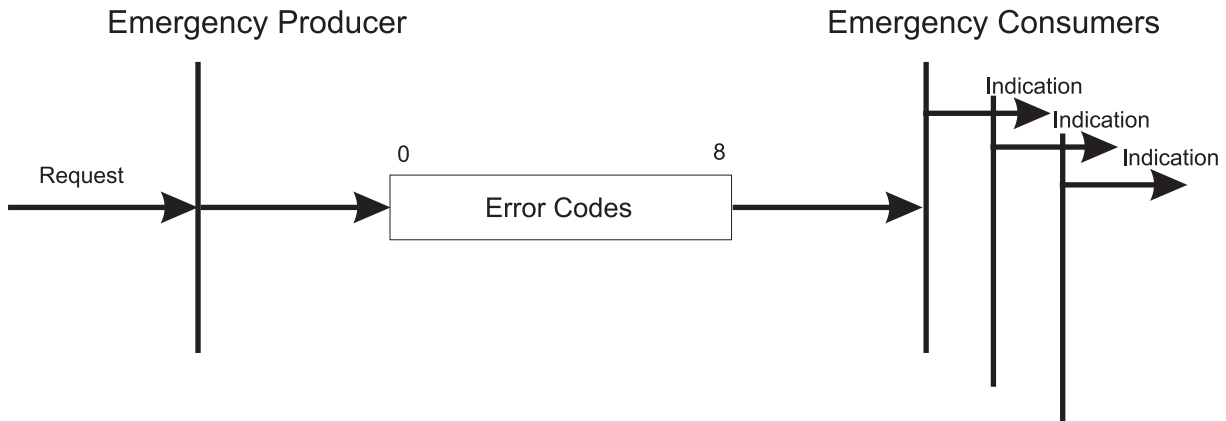 Emergency Producer
Emergency Consumers
Indication
Indication
Indication
0
8
Request
Error Codes